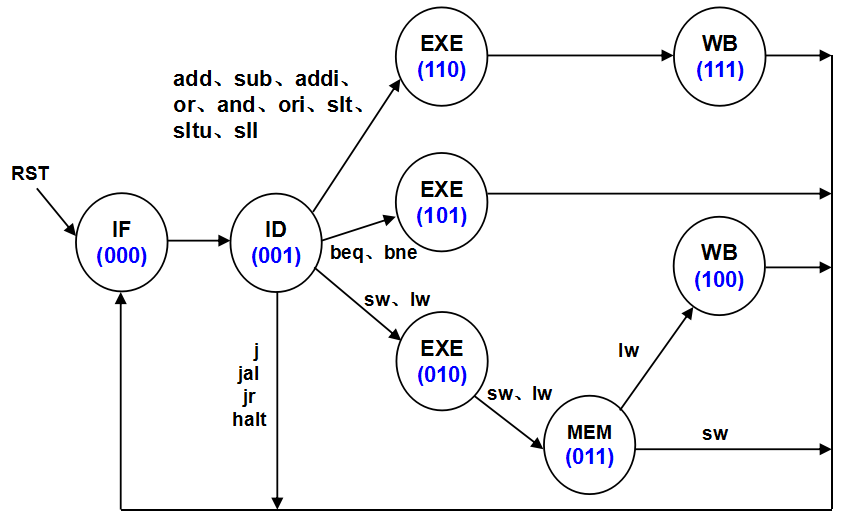 EXE
(110)
WB
(111)
add、sub、addi、
or、and、ori、slt、
sltu、sll
RST
IF
(000)
ID
(001)
EXE
(101)
beq、bne
WB
(100)
sw、lw
EXE
(010)
lw
j
jal
jr
halt
sw、lw
MEM
(011)
sw